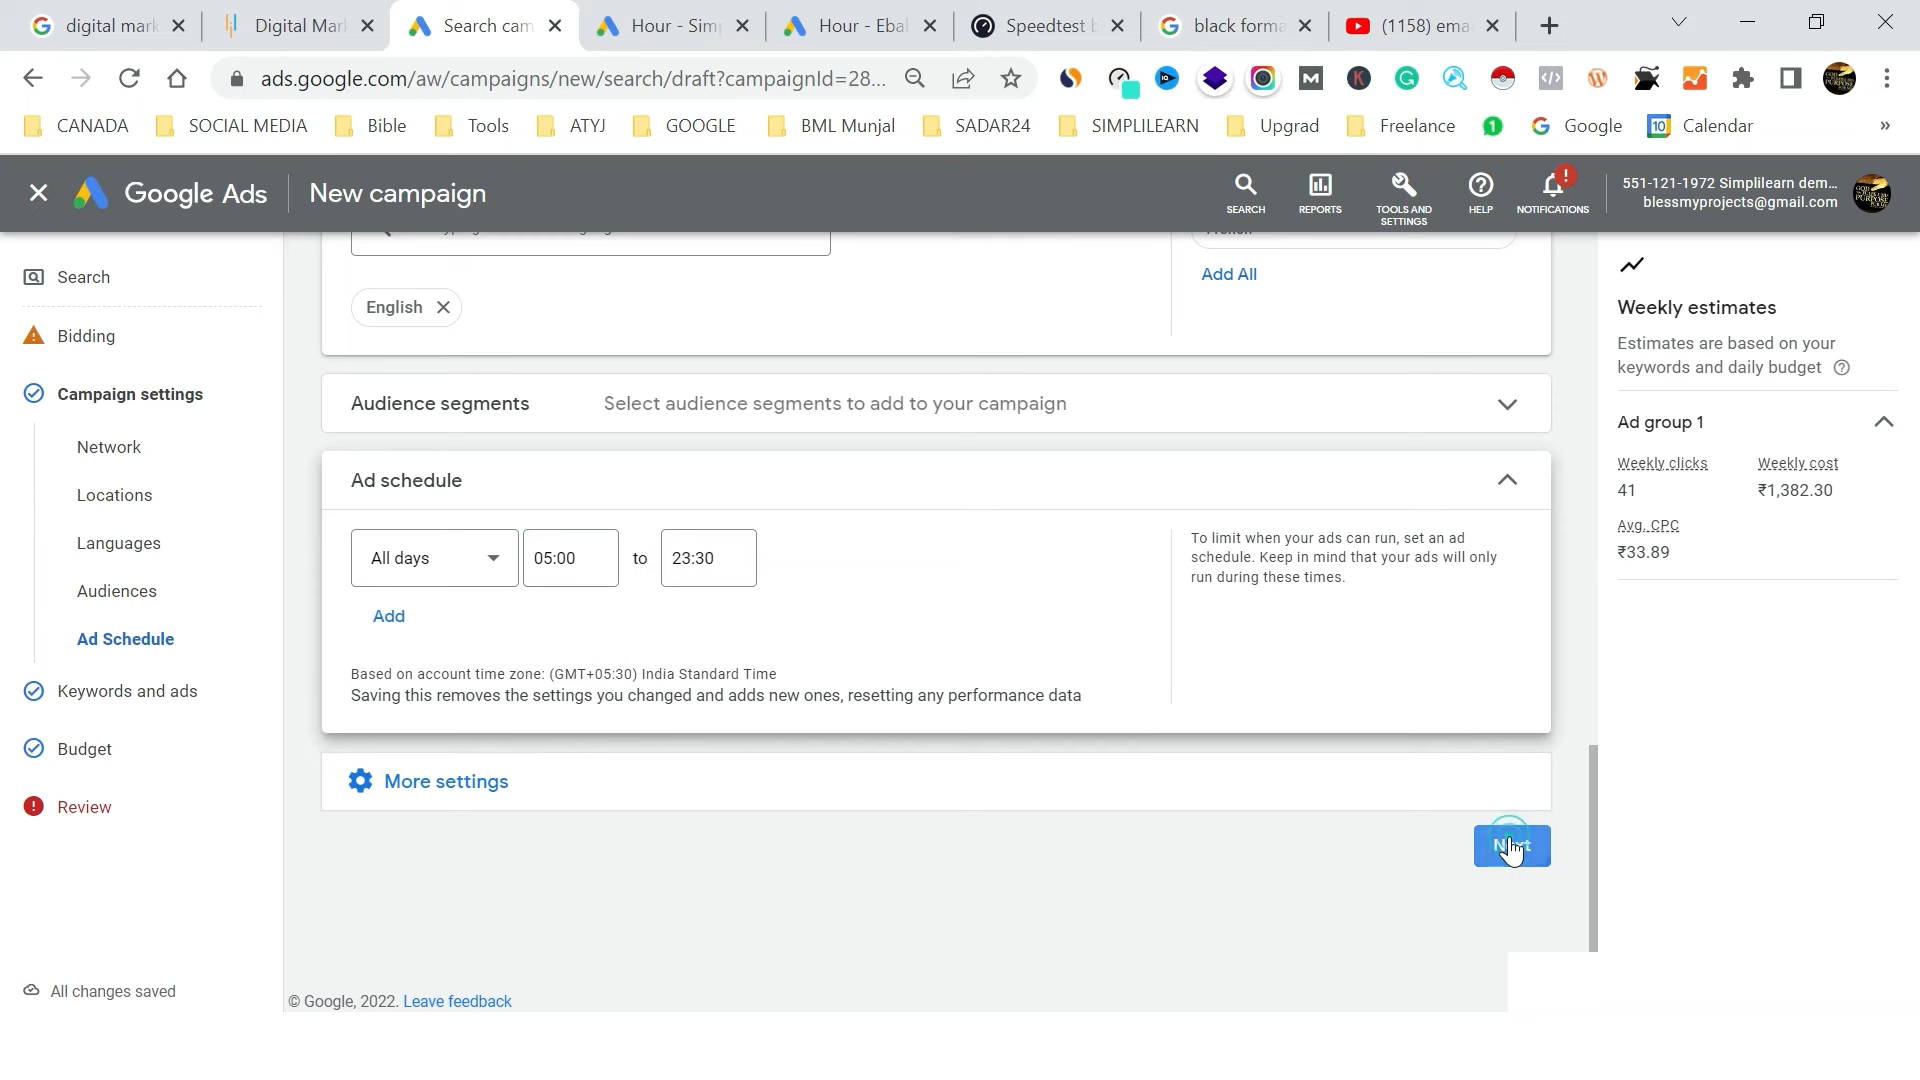 digital mark
Digital Mar
Search cam
Hour - Sim
Hour - Ebal
Speedtest b
black forma
(1158) ema
ads.google.com/aw/campaigns/new/search/draft?campaignId=28...
CANADA
SOCIAL MEDIA
Bible
Tools
ATYJ
GOOGLE
BML Munjal
SADAR24
SIMPLILEARN
Upgrad
Freelance
1
Google
10
Calendar
»
Google Ads
New campaign
SEARCH
REPORTS
TOOLS AND
SETTINGS
HELP
NOTIFICATIONS
551-121-1972 Simplilearn dem...
blessmyprojects@gmail.com
Search
Bidding
Campaign settings
Network
Locations
Languages
Audiences
Ad Schedule
Keywords and ads
Budget
Review
All changes saved
Add All
English
Audience segments
Select audience segments to add to your campaign
Ad schedule
All days
05:00
to
23:30
Add
To limit when your ads can run, set an ad
schedule. Keep in mind that your ads will only
run during these times.
Based on account time zone: (GMT+05:30) India Standard Time
Saving this removes the settings you changed and adds new ones, resetting any performance data
More settings
Next
© Google, 2022. Leave feedback
Weekly estimates
Estimates are based on your
keywords and daily budget
Ad group 1
Weekly clicks
Weekly cost
41
₹1,382.30
Avg. CPC
₹33.89